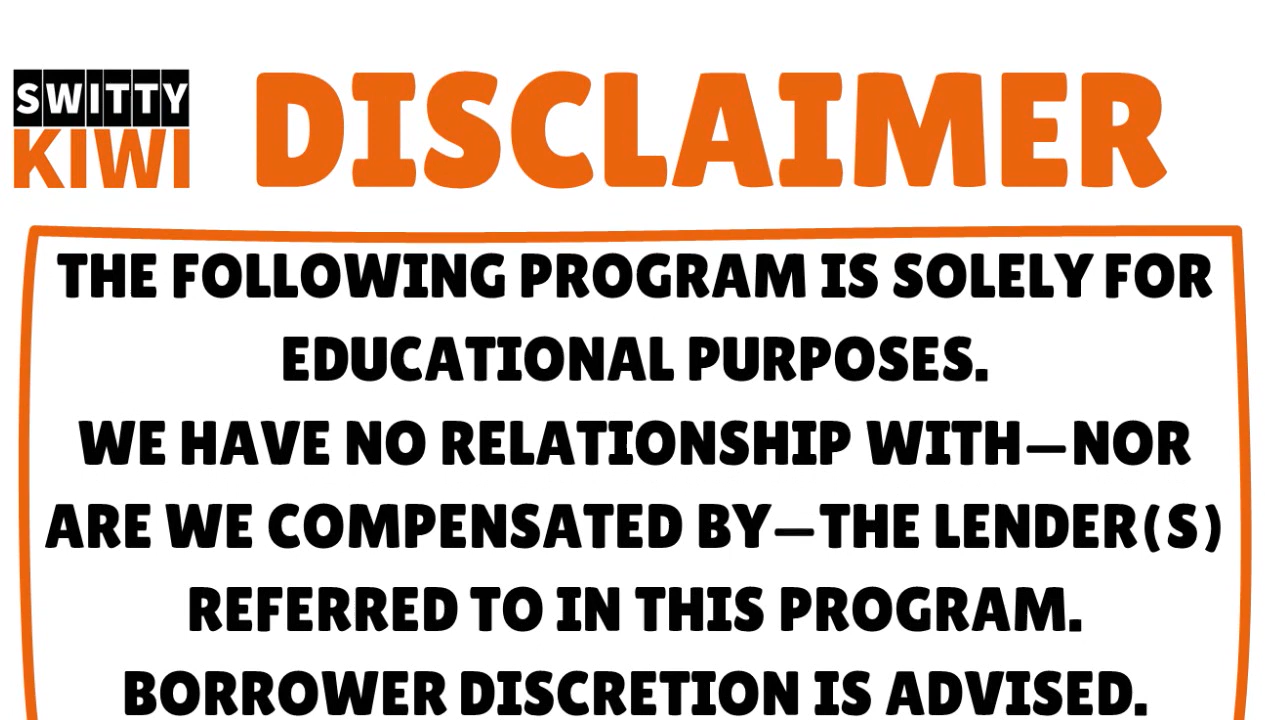 SWITTY
KIWI
DISCLAIMER
THE FOLLOWING PROGRAM IS SOLELY FOR
EDUCATIONAL PURPOSES.
WE HAVE NO RELATIONSHIP WITH—NOR
ARE WE COMPENSATED BY—THE LENDER(S)
REFERRED TO IN THIS PROGRAM.
BORROWER DISCRETION IS ADVISED.